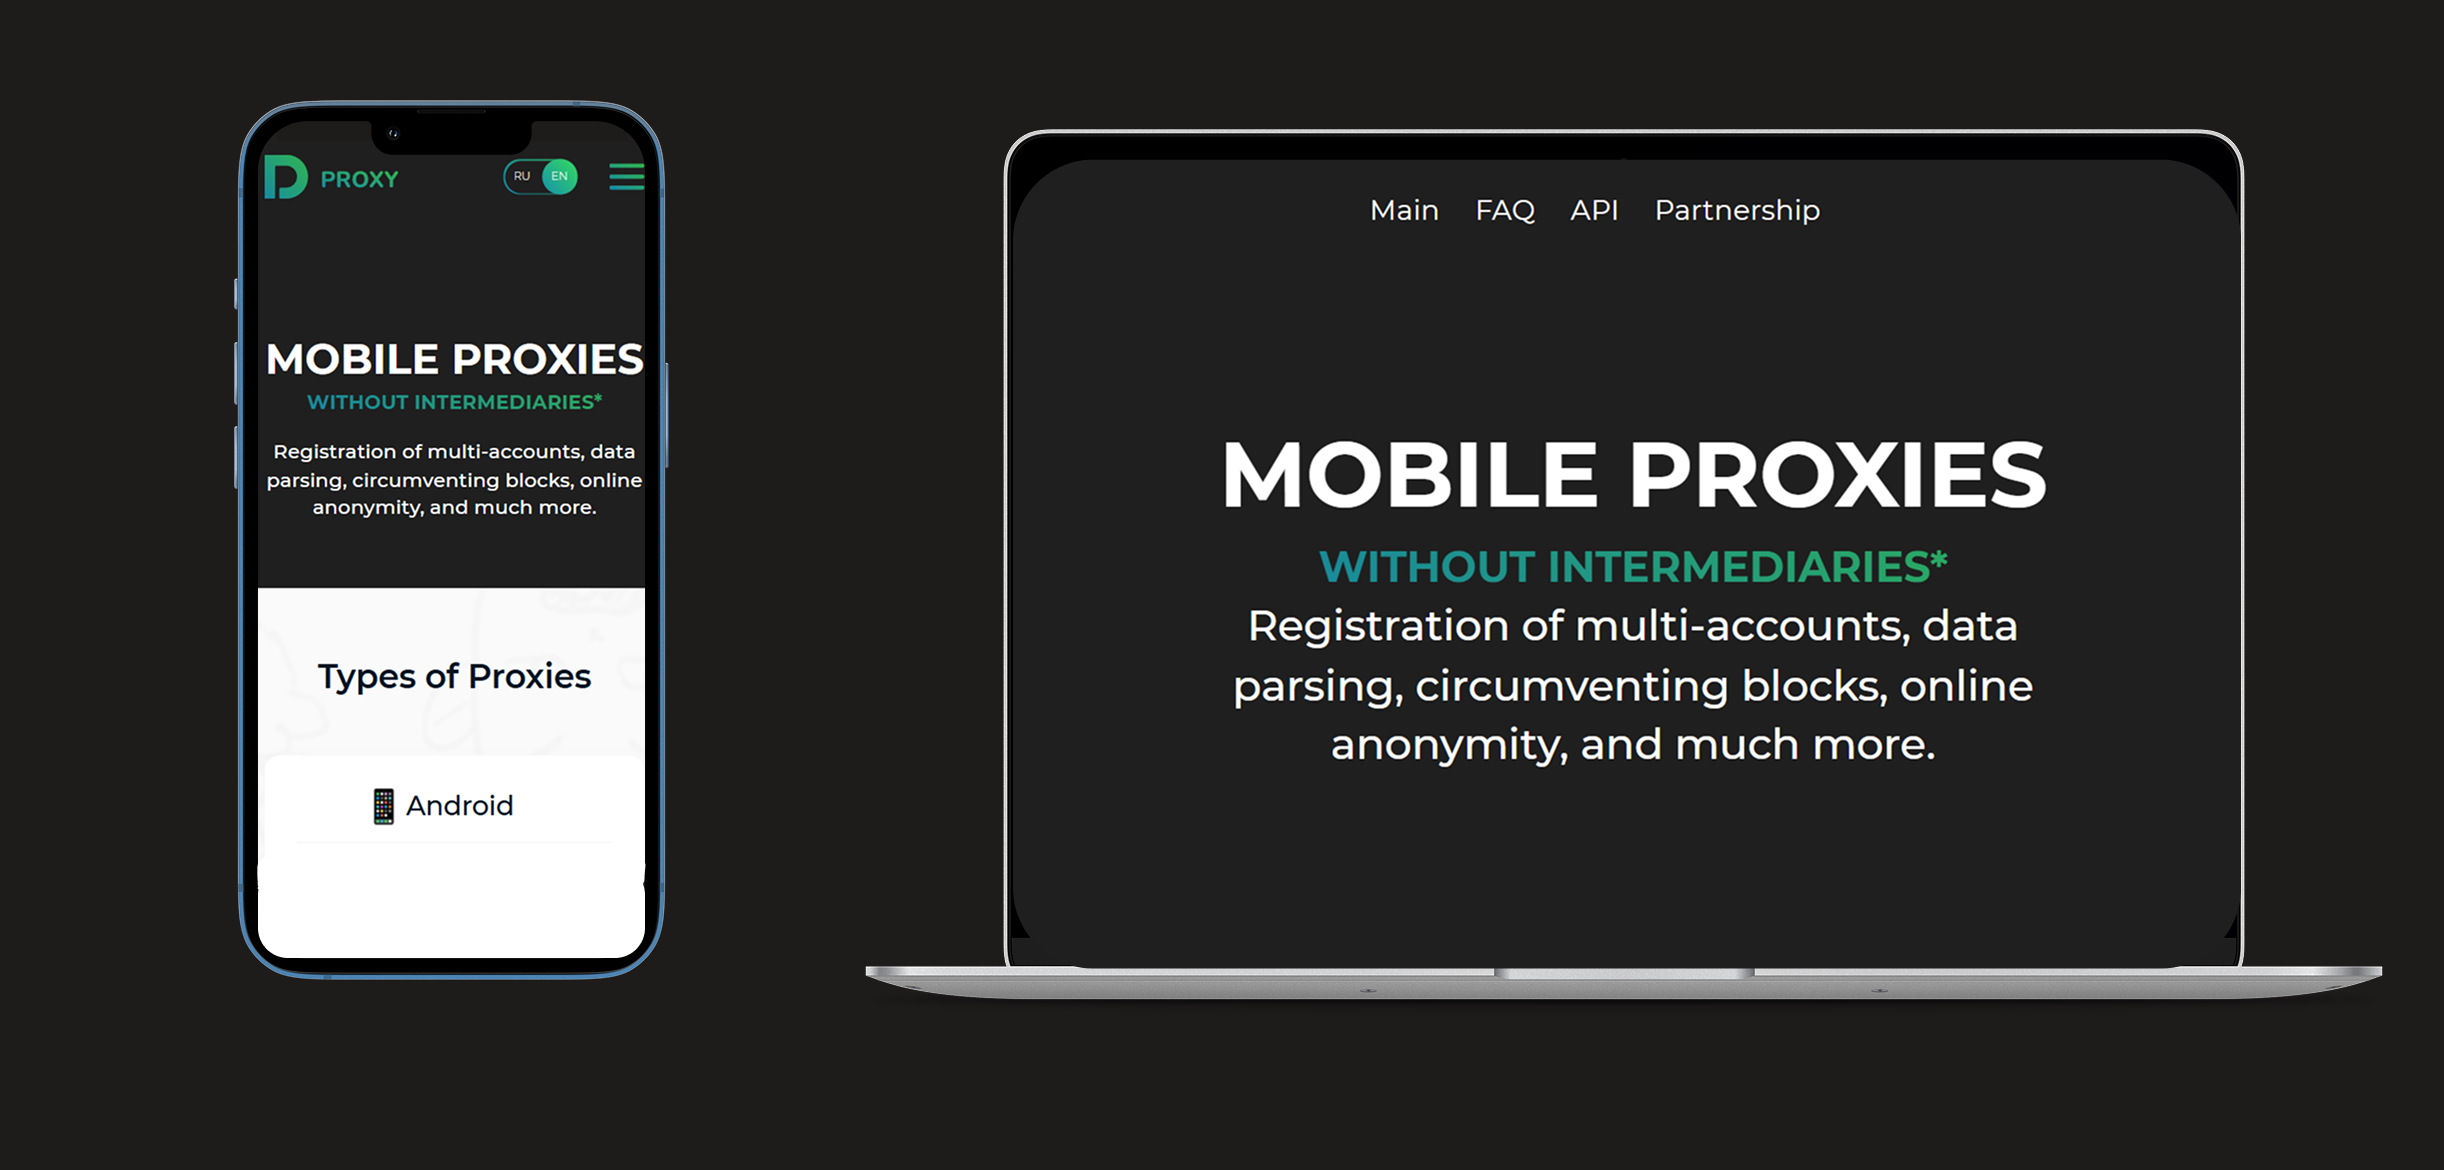 PROXY
RU EN
MOBILE PROXIES
WITHOUT INTERMEDIARIES*
Registration of multi-accounts, data
parsing, circumventing blocks, online
anonymity, and much more.
Types of Proxies
Android
Main FAQ API Partnership
MOBILE PROXIES
WITHOUT INTERMEDIARIES*
Registration of multi-accounts, data
parsing, circumventing blocks, online
anonymity, and much more.